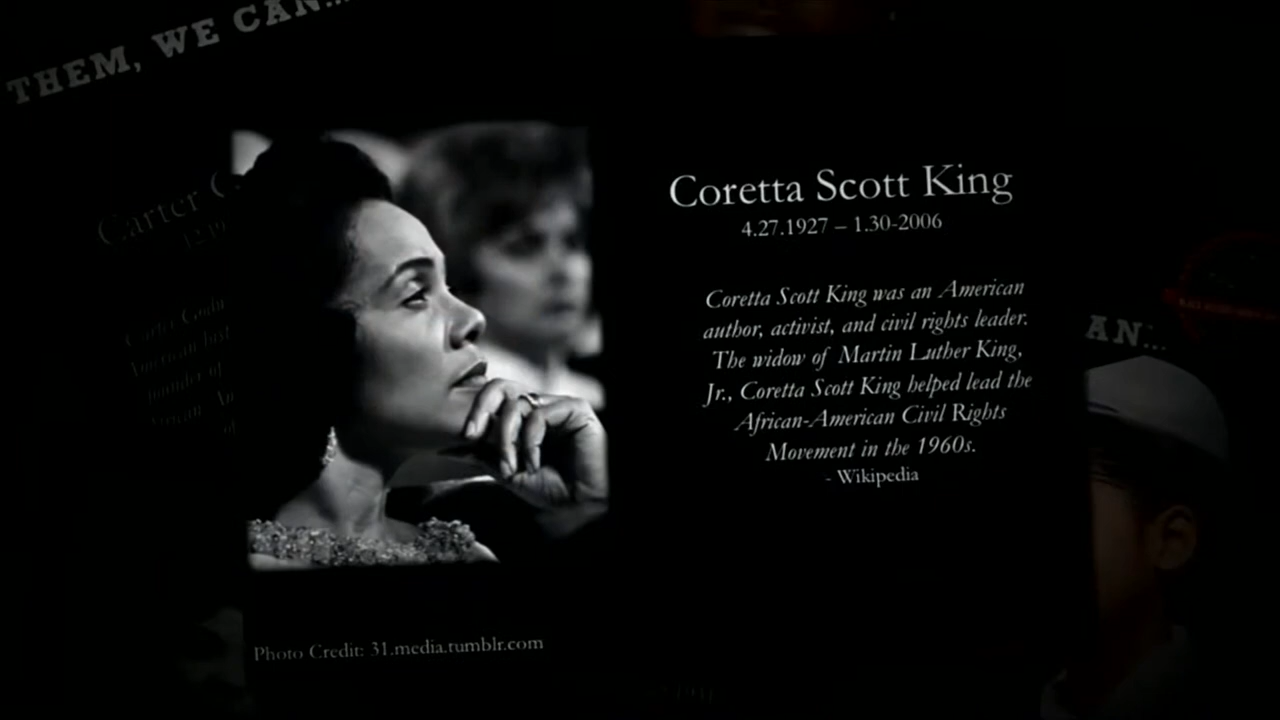 THEM, WE CAN...
Carter
Coretta Scott King
4.27.1927 – 1.30-2006
Coretta Scott King was an American
author, activist, and civil rights leader.
The widow of Martin Luther King,
Jr., Coretta Scott King helped lead the
African-American Civil Rights
Movement in the 1960s.
- Wikipedia
AN...
Photo Credit: 31.media.tumblr.com